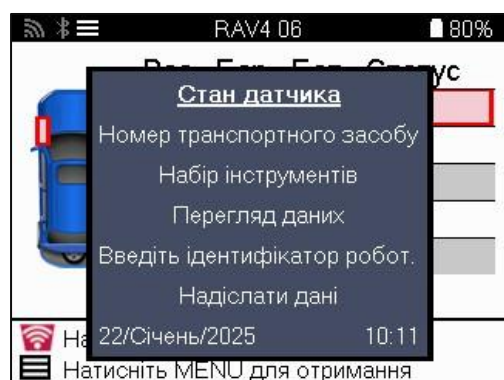 RAV4 06 80%
Стан датчика
Номер транспортного засобу
Набір інструментів
Перегляд даних
Введіть ідентифікатор робот.
Надіслати дані
22/Січень/2025 10:11
Натисніть MENU для отримання